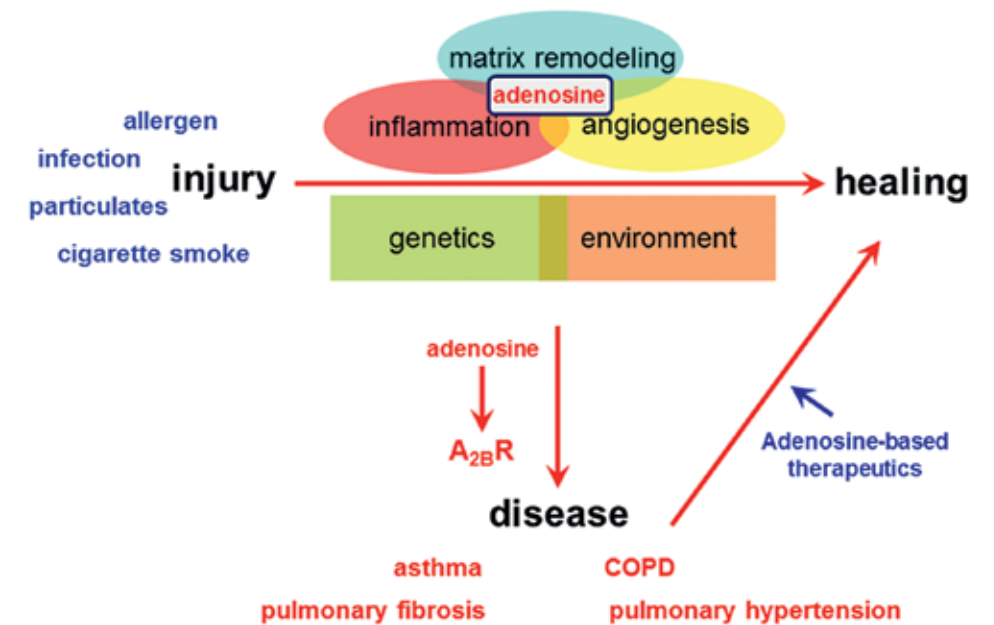 matrix remodeling
adenosine
inflammation
angiogenesis
allergen
infection
particulates
cigarette smoke
injury
healing
genetics
environment
adenosine
A2BR
Adenosine-based
therapeutics
disease
asthma
COPD
pulmonary fibrosis
pulmonary hypertension